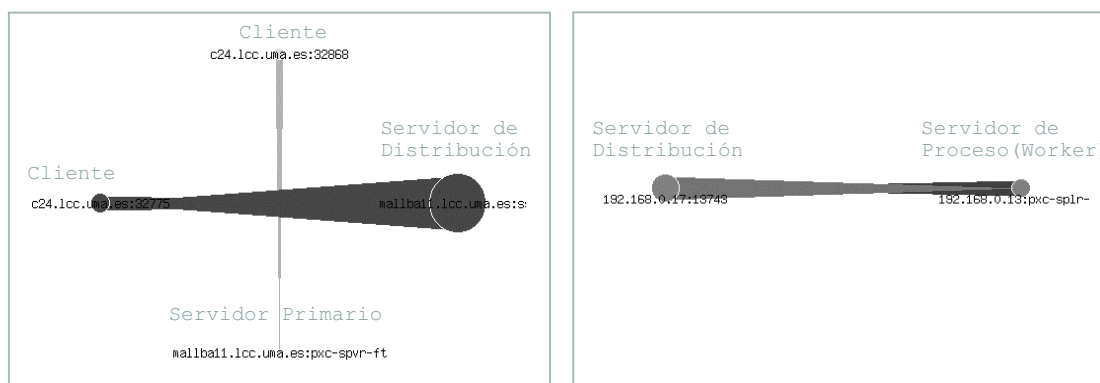 Cliente
c24.lcc.uma.es:32868
Servidor de
Distribución
Cliente
c24.lcc.uma.es:32775
mallba11.lcc.uma.es:s
Servidor Primario
mallba11.lcc.uma.es:pxc-spvr-ft
Servidor de
Distribución
Servidor de
Proceso(Worker)
192.168.0.17:13743
192.168.0.13:pxc-splr-